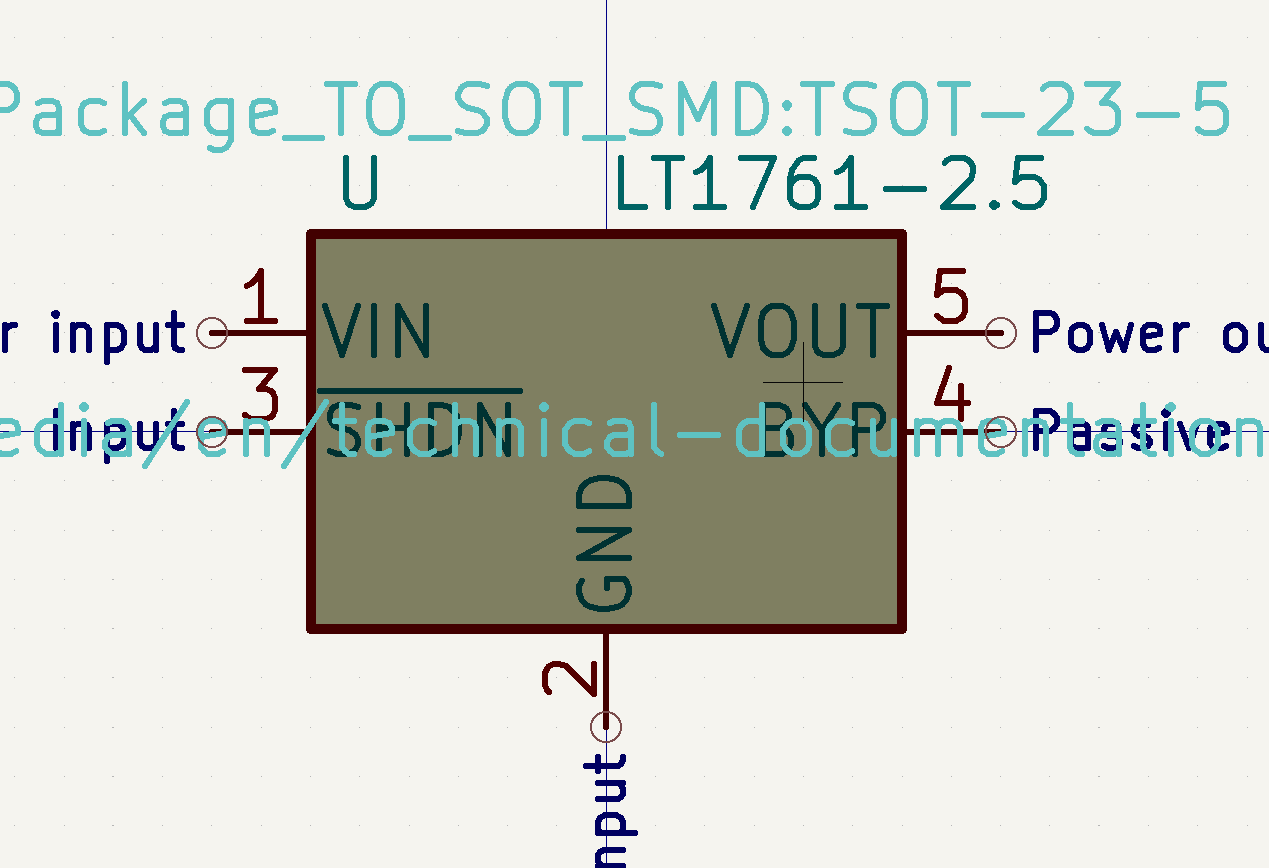 Package_TO_SOT_SMD:TSOT-23-5
U LT1761-2.5
r input 1 VIN VOUT 5 Power ou
Input 3 SHDN BYP 4 Passive
edia/en/technical-documentation
GND
2
nput